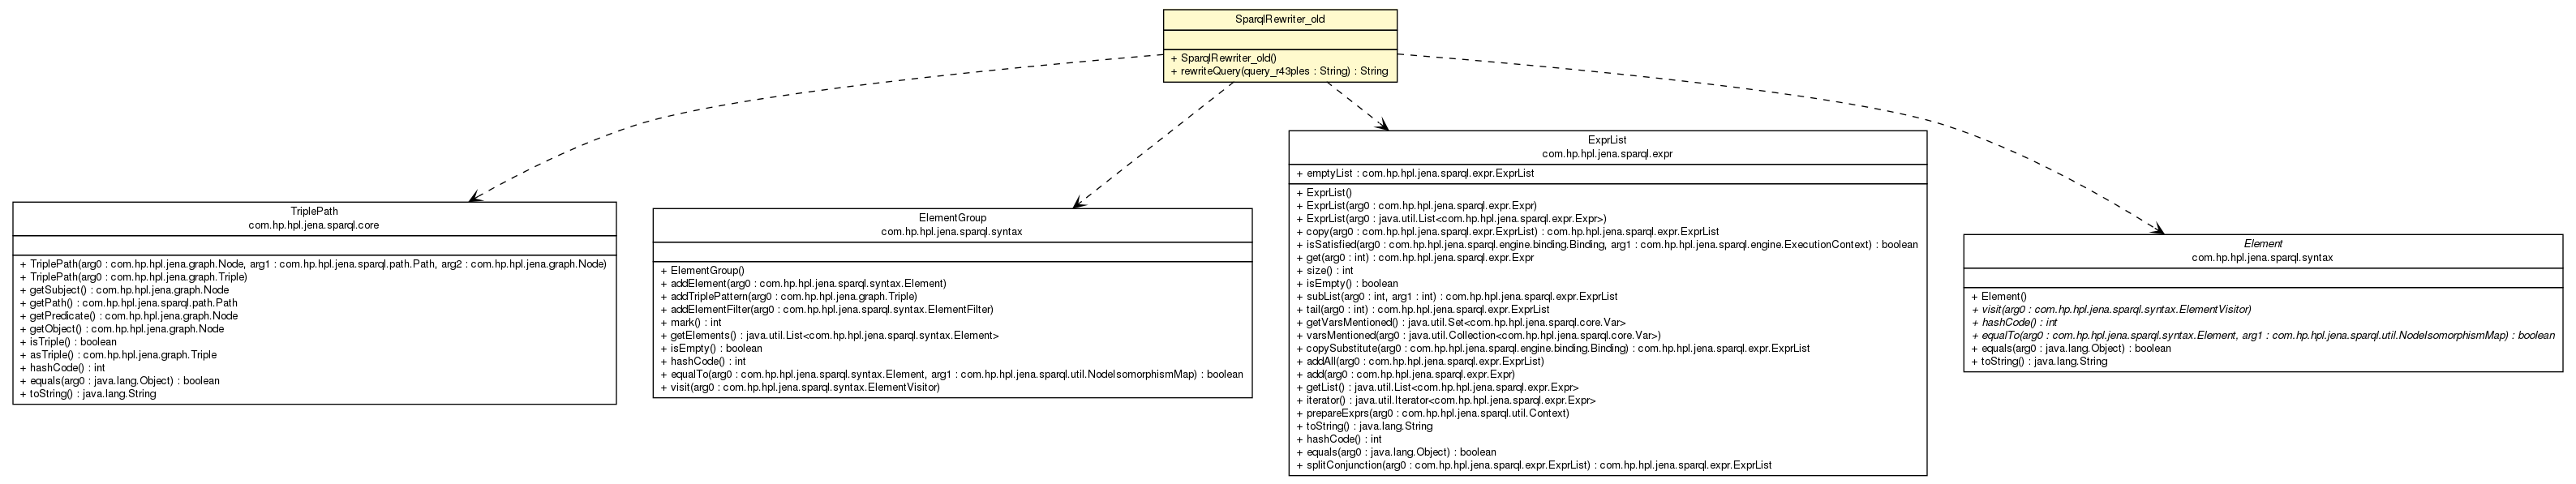 SparqlRewriter_old
+ SparqlRewriter_old()
+ rewriteQuery(query_r43ples : String) : String
TriplePath
com.hp.hpl.jena.sparql.core
+ TriplePath(arg0 : com.hp.hpl.jena.graph.Node, arg1 : com.hp.hpl.jena.sparql.path.Path, arg2 : com.hp.hpl.jena.graph.Node)
+ TriplePath(arg0 : com.hp.hpl.jena.graph.Triple)
+ getSubject() : com.hp.hpl.jena.graph.Node
+ getPath() : com.hp.hpl.jena.sparql.path.Path
+ getPredicate() : com.hp.hpl.jena.graph.Node
+ getObject() : com.hp.hpl.jena.graph.Node
+ isTriple() : boolean
+ asTriple() : com.hp.hpl.jena.graph.Triple
+ hashCode() : int
+ equals(arg0 : java.lang.Object) : boolean
+ toString() : java.lang.String
ElementGroup
com.hp.hpl.jena.sparql.syntax
+ ElementGroup()
+ addElement(arg0 : com.hp.hpl.jena.sparql.syntax.Element)
+ addTriplePattern(arg0 : com.hp.hpl.jena.graph.Triple)
+ addElementFilter(arg0 : com.hp.hpl.jena.sparql.syntax.ElementFilter)
+ mark() : int
+ getElements() : java.util.List<com.hp.hpl.jena.sparql.syntax.Element>
+ isEmpty() : boolean
+ hashCode() : int
+ equalTo(arg0 : com.hp.hpl.jena.sparql.syntax.Element, arg1 : com.hp.hpl.jena.sparql.util.NodeIsomorphismMap) : boolean
+ visit(arg0 : com.hp.hpl.jena.sparql.syntax.ElementVisitor)
ExprList
com.hp.hpl.jena.sparql.expr
+ emptyList : com.hp.hpl.jena.sparql.expr.ExprList
+ ExprList()
+ ExprList(arg0 : com.hp.hpl.jena.sparql.expr.Expr)
+ ExprList(arg0 : java.util.List<com.hp.hpl.jena.sparql.expr.Expr>)
+ copy(arg0 : com.hp.hpl.jena.sparql.expr.ExprList) : com.hp.hpl.jena.sparql.expr.ExprList
+ isSatisfied(arg0 : com.hp.hpl.jena.sparql.engine.binding.Binding, arg1 : com.hp.hpl.jena.sparql.engine.ExecutionContext) : boolean
+ get(arg0 : int) : com.hp.hpl.jena.sparql.expr.Expr
+ size() : int
+ isEmpty() : boolean
+ subList(arg0 : int, arg1 : int) : com.hp.hpl.jena.sparql.expr.ExprList
+ tail(arg0 : int) : com.hp.hpl.jena.sparql.expr.ExprList
+ getVarsMentioned() : java.util.Set<com.hp.hpl.jena.sparql.core.Var>
+ varsMentioned(arg0 : java.util.Collection<com.hp.hpl.jena.sparql.core.Var>)
+ copySubstitute(arg0 : com.hp.hpl.jena.sparql.engine.binding.Binding) : com.hp.hpl.jena.sparql.expr.ExprList
+ addAll(arg0 : com.hp.hpl.jena.sparql.expr.ExprList)
+ add(arg0 : com.hp.hpl.jena.sparql.expr.Expr)
+ getList() : java.util.List<com.hp.hpl.jena.sparql.expr.Expr>
+ iterator() : java.util.Iterator<com.hp.hpl.jena.sparql.expr.Expr>
+ prepareExprs(arg0 : com.hp.hpl.jena.sparql.util.Context)
+ toString() : java.lang.String
+ hashCode() : int
+ equals(arg0 : java.lang.Object) : boolean
+ splitConjunction(arg0 : com.hp.hpl.jena.sparql.expr.ExprList) : com.hp.hpl.jena.sparql.expr.ExprList
Element
com.hp.hpl.jena.sparql.syntax
+ Element()
+ visit(arg0 : com.hp.hpl.jena.sparql.syntax.ElementVisitor)
+ hashCode() : int
+ equalTo(arg0 : com.hp.hpl.jena.sparql.syntax.Element, arg1 : com.hp.hpl.jena.sparql.util.NodeIsomorphismMap) : boolean
+ equals(arg0 : java.lang.Object) : boolean
+ toString() : java.lang.String